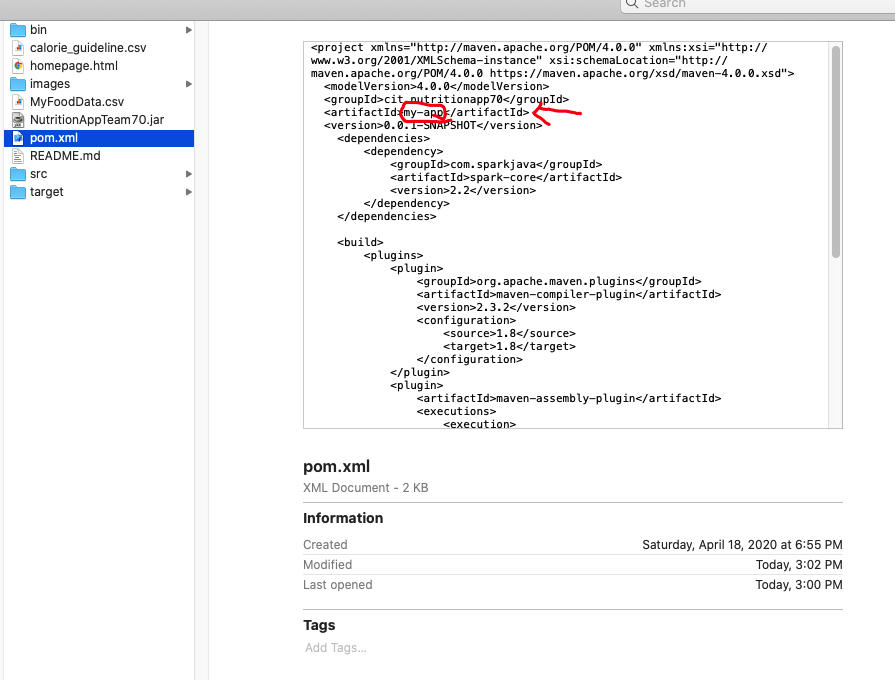 Search
bin
calorie_guideline.csv
homepage.html
images
MyFoodData.csv
NutritionAppTeam70.jar
pom.xml
README.md
src
target
<project xmlns="http://maven.apache.org/POM/4.0.0" xmlns:xsi="http://
www.w3.org/2001/XMLSchema-instance" xsi:schemaLocation="http://
maven.apache.org/POM/4.0.0 https://maven.apache.org/xsd/maven-4.0.0.xsd">
<modelVersion>4.0.0</modelVersion>
<groupId>cit.nutritionapp70</groupId>
<artifactId>my-app</artifactId>
<version>0.0.1-SNAPSHOT</version>
<dependencies>
<dependency>
<groupId>com.sparkjava</groupId>
<artifactId>spark-core</artifactId>
<version>2.2</version>
</dependency>
</dependencies>
<build>
<plugins>
<plugin>
<groupId>org.apache.maven.plugins</groupId>
<artifactId>maven-compiler-plugin</artifactId>
<version>2.3.2</version>
<configuration>
<source>1.8</source>
<target>1.8</target>
</configuration>
</plugin>
<plugin>
<artifactId>maven-assembly-plugin</artifactId>
<executions>
<execution>
pom.xml
XML Document - 2 KB
Information
Created Saturday, April 18, 2020 at 6:55 PM
Modified Today, 3:02 PM
Last opened Today, 3:00 PM
Tags
Add Tags...